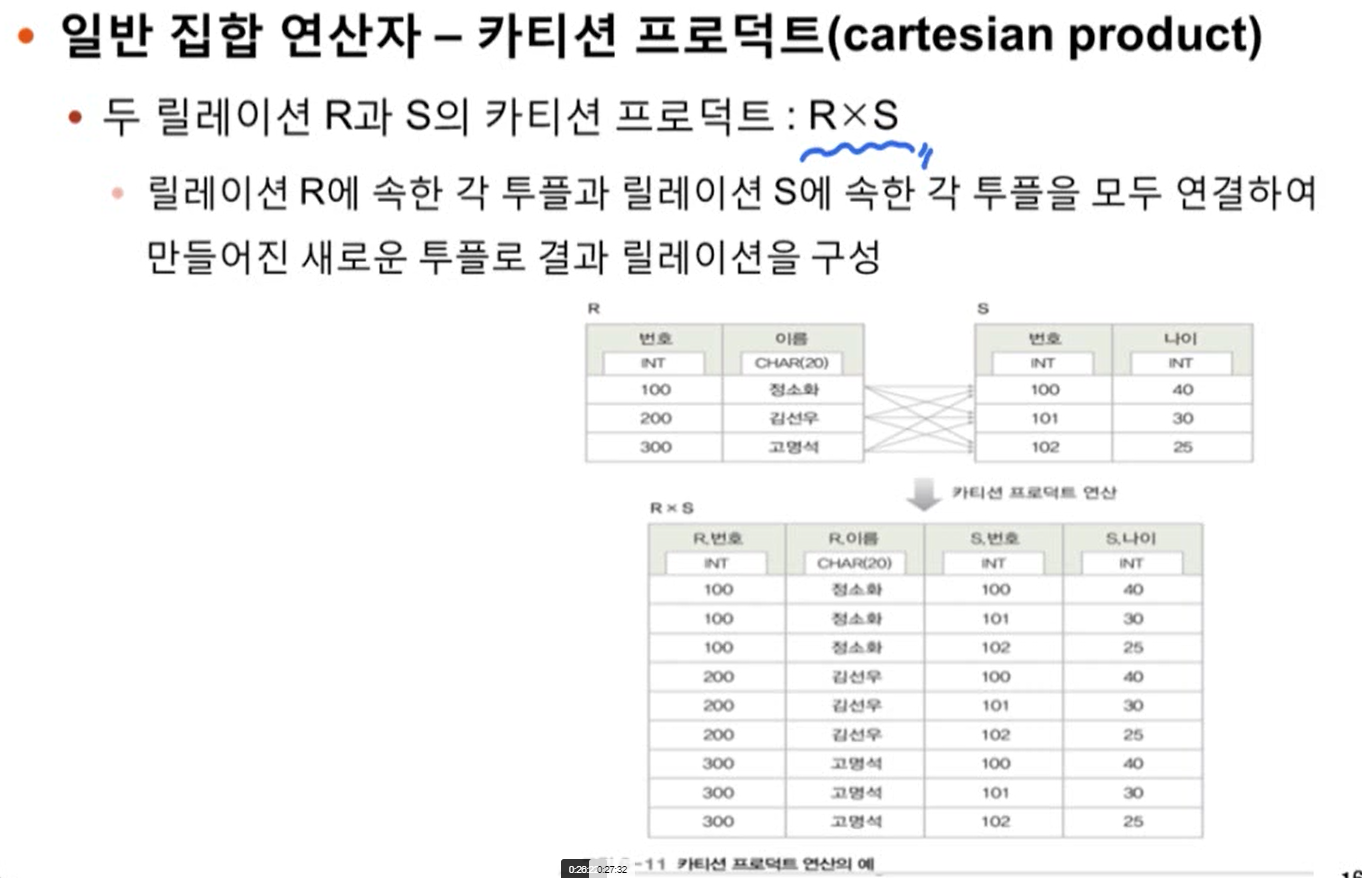 일반 집합 연산자 – 카티션 프로덕트(cartesian product)
두 릴레이션 R과 S의 카티션 프로덕트 : R×S
릴레이션 R에 속한 각 투플과 릴레이션 S에 속한 각 투플을 모두 연결하여
만들어진 새로운 투플로 결과 릴레이션을 구성
R
번호 이름
INT CHAR(20)
100 정소화
200 김선우
300 고명석
S
번호 나이
INT INT
100 40
101 30
102 25
카티션 프로덕트 연산
R×S
R.번호 R.이름 S.번호 S.나이
INT CHAR(20) INT INT
100 정소화 100 40
100 정소화 101 30
100 정소화 102 25
200 김선우 100 40
200 김선우 101 30
200 김선우 102 25
300 고명석 100 40
300 고명석 101 30
300 고명석 102 25
-11 카티션 프로덕트 연산의 예
0:27:32